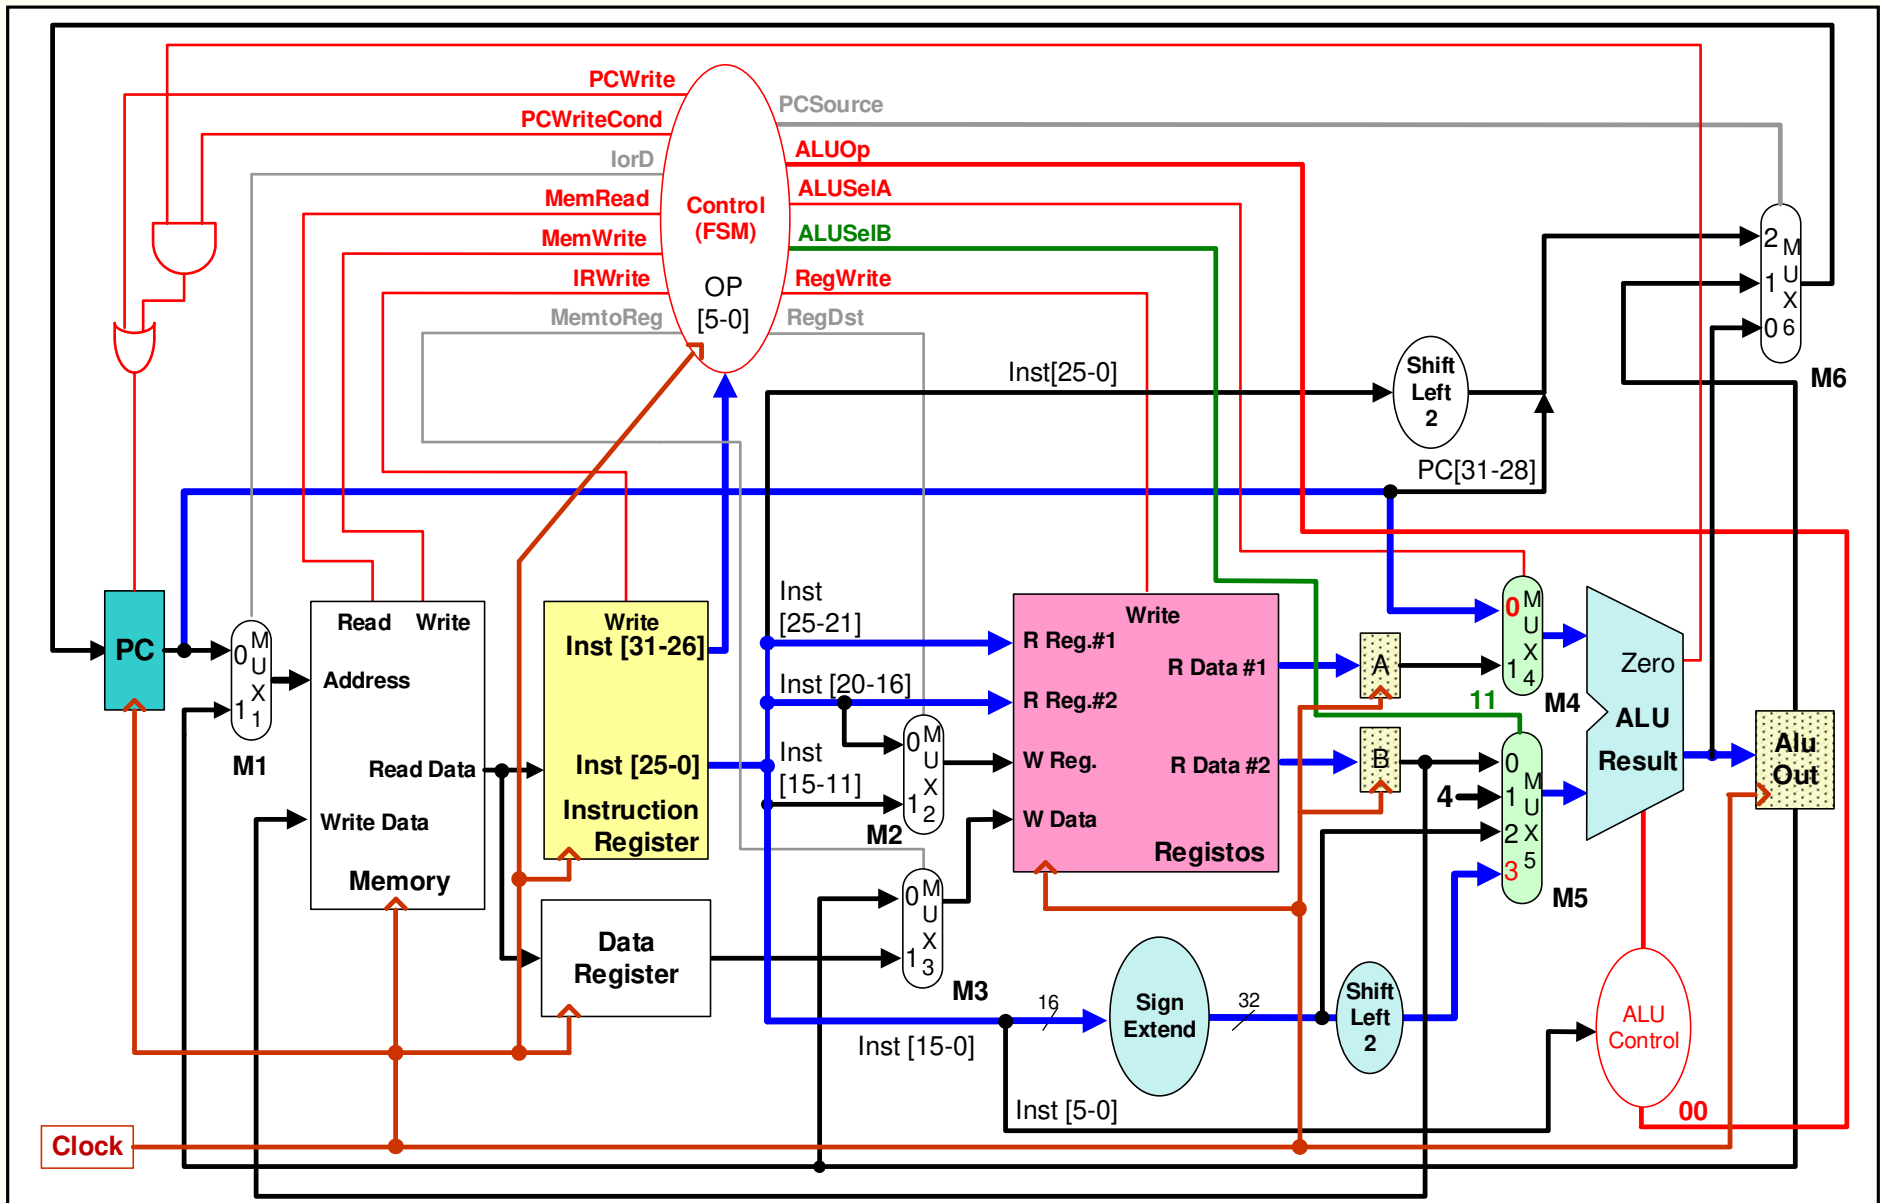 PCWrite
PCWriteCond
IorD
MemRead
MemWrite
IRWrite
MemtoReg
Control
(FSM)
OP
[5-0]
PCSource
ALUOp
ALUSelA
ALUSelB
RegWrite
RegDst
2
1
0
M
U
X
6
M6
Inst[25-0]
Shift
Left
2
PC[31-28]
PC
0
1
M
U
X
1
M1
Read Write
Address
Read Data
Write Data
Memory
Write
Inst [31-26]
Inst [25-0]
Instruction
Register
Data
Register
Inst
[25-21]
Inst [20-16]
Inst
[15-11]
0
1
M
U
X
2
M2
0
1
M
U
X
3
M3
Write
R Reg.#1
R Data #1
R Reg.#2
W Reg.
R Data #2
W Data
Registos
A
B
0
1
M
U
X
4
M4
11
4
0
1
2
3
M
U
X
5
M5
Zero
ALU
Result
Alu
Out
16
Sign
Extend
32
Shift
Left
2
Inst [15-0]
Inst [5-0]
ALU
Control
00
Clock